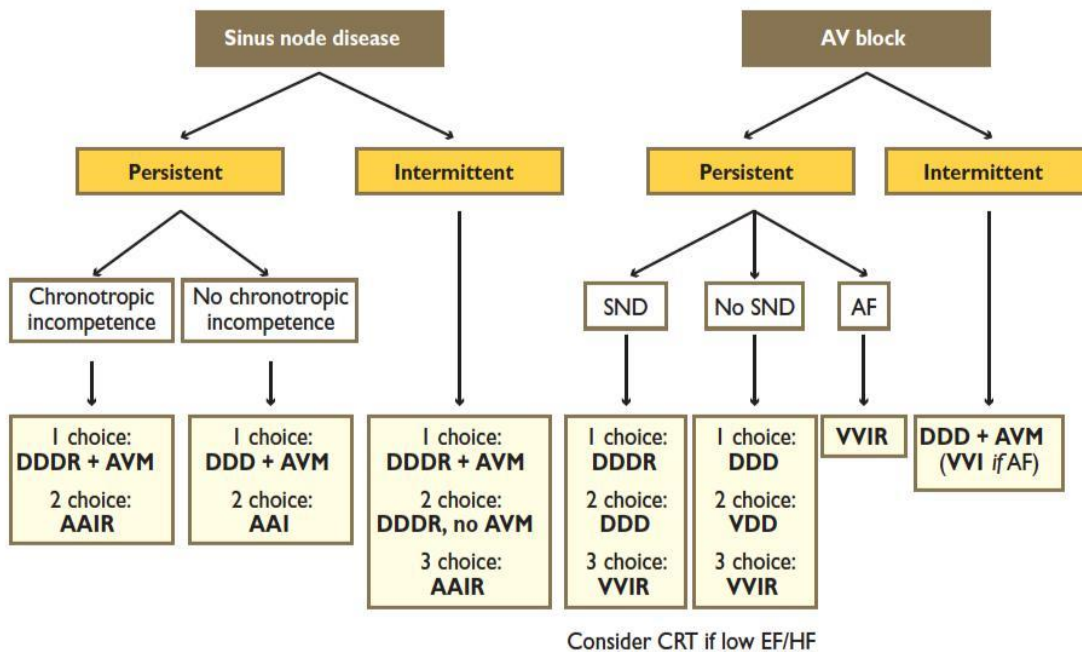 Sinus node disease
AV block
Persistent
Intermittent
Persistent
Intermittent
Chronotropic
incompetence
No chronotropic
incompetence
SND
No SND
AF
1 choice:
DDDR + AVM
2 choice:
AAIR
1 choice:
DDD + AVM
2 choice:
AAI
1 choice:
DDDR + AVM
2 choice:
DDDR, no AVM
3 choice:
AAIR
1 choice:
DDDR
2 choice:
DDD
3 choice:
VVIR
1 choice:
DDD
2 choice:
VDD
3 choice:
VVIR
VVIR
DDD + AVM
(VVI if AF)
Consider CRT if low EF/HF